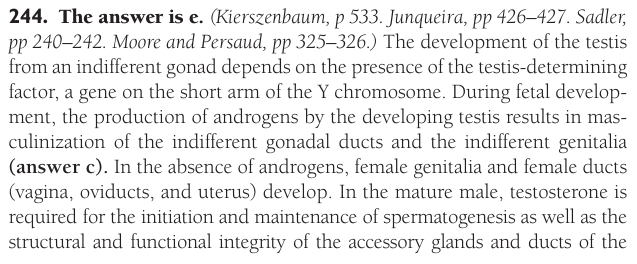 244. The answer is e. (Kierszenbaum, p 533. Junqueira, pp 426–427. Sadler,
pp 240–242. Moore and Persaud, pp 325–326.) The development of the testis
from an indifferent gonad depends on the presence of the testis-determining
factor, a gene on the short arm of the Y chromosome. During fetal develop-
ment, the production of androgens by the developing testis results in mas-
culinization of the indifferent gonadal ducts and the indifferent genitalia
(answer c). In the absence of androgens, female genitalia and female ducts
(vagina, oviducts, and uterus) develop. In the mature male, testosterone is
required for the initiation and maintenance of spermatogenesis as well as the
structural and functional integrity of the accessory glands and ducts of the